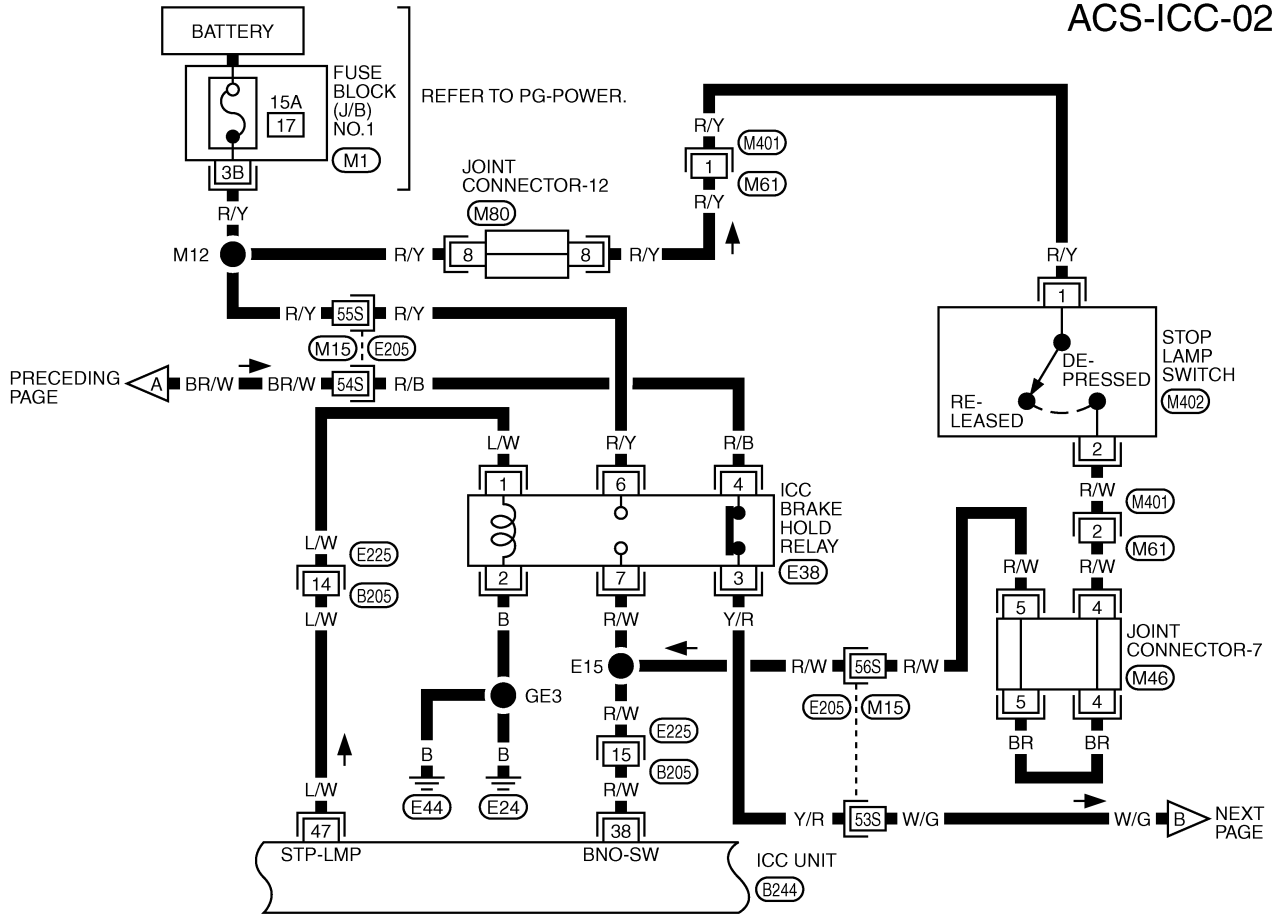 ACS-ICC-02
BATTERY
FUSE
BLOCK
(J/B)
NO.1
15A
17
M1
3B
REFER TO PG-POWER.
R/Y
M12
R/Y
JOINT
CONNECTOR-12
M80
8
8
R/Y
R/Y
M401
1
M61
R/Y
R/Y
1
STOP
LAMP
SWITCH
M402
DE-
PRESSED
RE-
LEASED
2
R/Y
55S
R/Y
M15
E205
PRECEDING
PAGE
A
BR/W
BR/W
54S
R/B
L/W
R/Y
R/B
1
6
4
ICC
BRAKE
HOLD
RELAY
E38
2
7
3
R/W
M401
2
M61
R/W
R/W
5
4
JOINT
CONNECTOR-7
M46
5
4
BR
BR
L/W
E225
14
B205
L/W
B
R/W
Y/R
E15
R/W
56S
R/W
E205
M15
GE3
R/W
E225
15
B205
R/W
B
B
E44
E24
L/W
47
38
STP-LMP
BNO-SW
ICC UNIT
B244
Y/R
53S
W/G
W/G
B
NEXT
PAGE